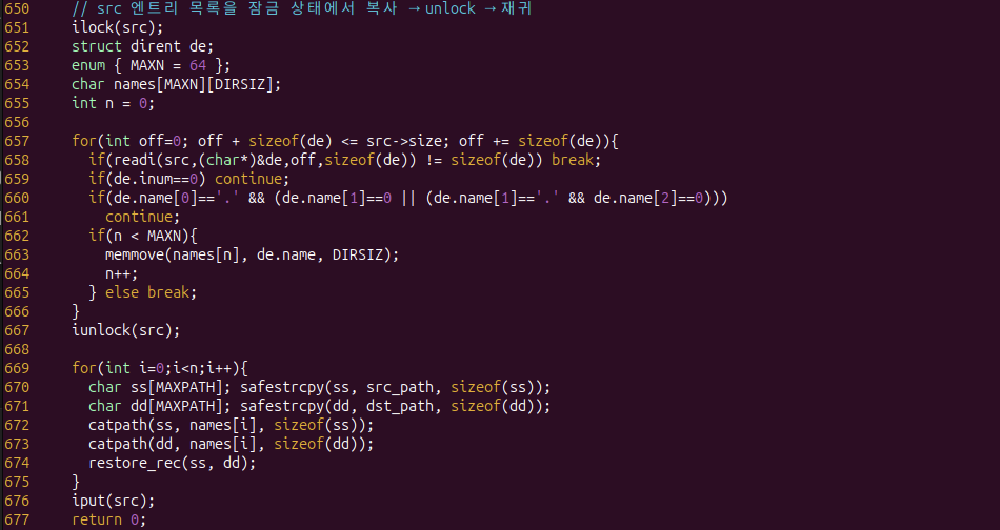 650     // src 엔트리 목록을 잠금 상태에서 복사 → unlock → 재귀
651     ilock(src);
652     struct dirent de;
653     enum { MAXN = 64 };
654     char names[MAXN][DIRSIZ];
655     int n = 0;
656
657     for(int off=0; off + sizeof(de) <= src->size; off += sizeof(de)){
658       if(readi(src,(char*)&de,off,sizeof(de)) != sizeof(de)) break;
659       if(de.inum==0) continue;
660       if(de.name[0]=='.' && (de.name[1]==0 || (de.name[1]=='.' && de.name[2]==0)))
661         continue;
662       if(n < MAXN){
663         memmove(names[n], de.name, DIRSIZ);
664         n++;
665       } else break;
666     }
667     iunlock(src);
668
669     for(int i=0;i<n;i++){
670       char ss[MAXPATH]; safestrcpy(ss, src_path, sizeof(ss));
671       char dd[MAXPATH]; safestrcpy(dd, dst_path, sizeof(dd));
672       catpath(ss, names[i], sizeof(ss));
673       catpath(dd, names[i], sizeof(dd));
674       restore_rec(ss, dd);
675     }
676     iput(src);
677     return 0;